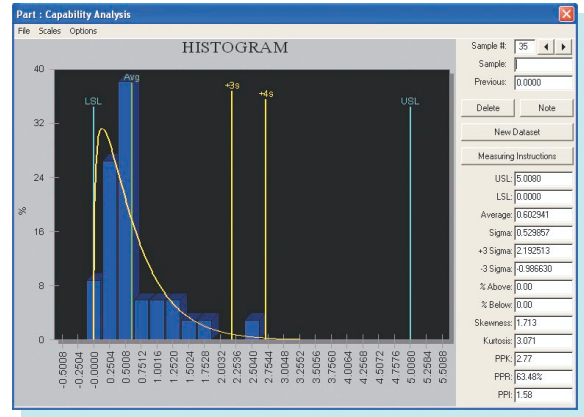 Part : Capability Analysis
File Scales Options
HISTOGRAM
Sample #: 35
Sample:
Previous: 0.0000
Delete Note
New Dataset
Measuring Instructions
USL: 5.0080
LSL: 0.0000
Average: 0.602941
Sigma: 0.529857
+3 Sigma: 2.192513
-3 Sigma: -0.986630
% Above: 0.00
% Below: 0.00
Skewness: 1.713
Kurtosis: 3.071
PPK: 2.77
PPR: 63.48%
PPI: 1.58
40
32
24
16
8
0
%
LSL
Avg
+3s
+4s
USL
-0.5008
-0.2504
-0.0000
0.2504
0.5008
0.7512
1.0016
1.2520
1.5024
1.7528
2.0032
2.2536
2.5040
2.7544
3.0048
3.2552
3.5056
3.7560
4.0064
4.2568
4.5072
4.7576
5.0080
5.2584
5.5088